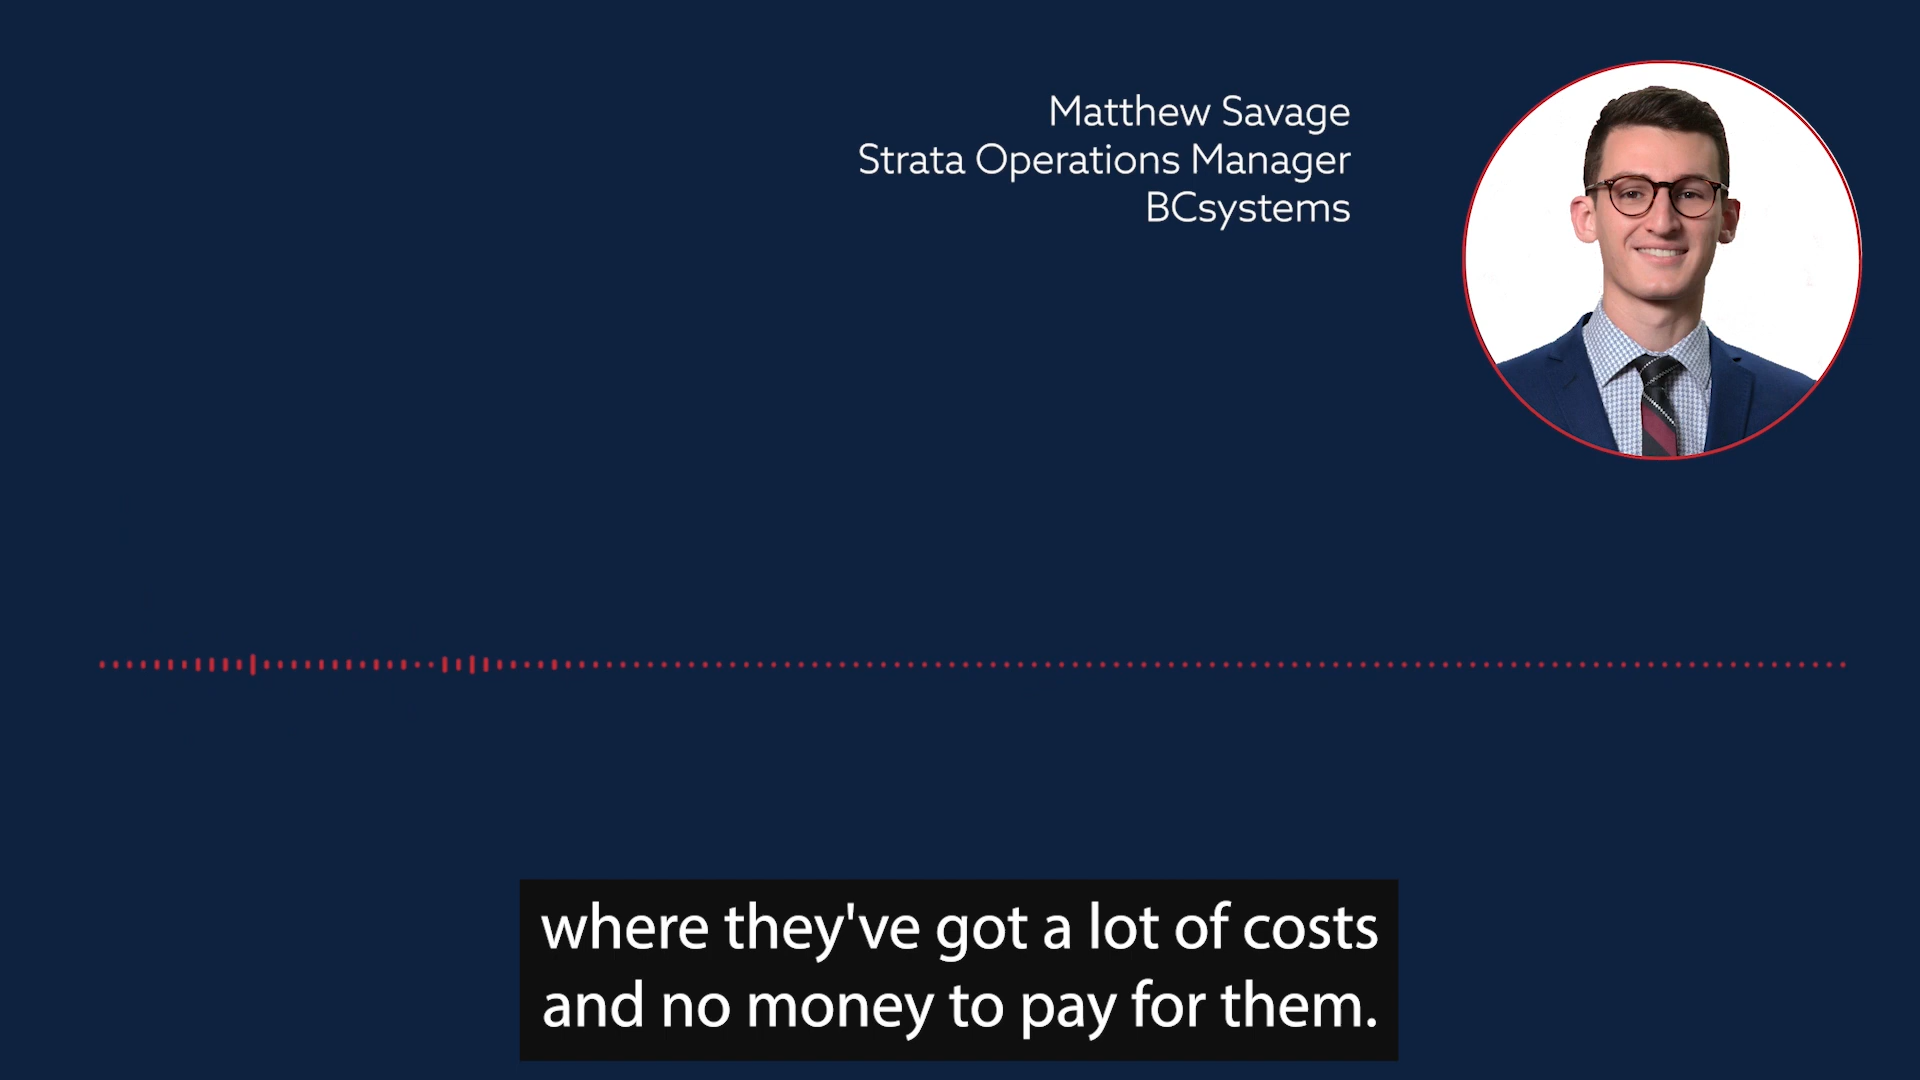 Matthew Savage
Strata Operations Manager
BCsystems
where they've got a lot of costs
and no money to pay for them.